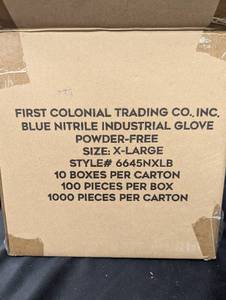 FIRST COLONIAL TRADING CO., INC.
BLUE NITRILE INDUSTRIAL GLOVE
POWDER-FREE
SIZE: X-LARGE
STYLE# 6645NXLB
10 BOXES PER CARTON
100 PIECES PER BOX
1000 PIECES PER CARTON